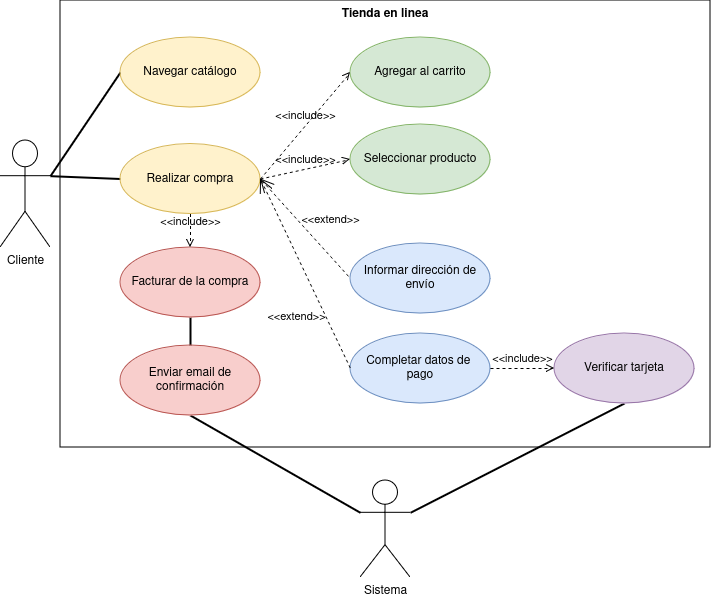 Tienda en linea
Navegar catálogo
Agregar al carrito
<<include>>
Realizar compra
<<include>>
Seleccionar producto
<<include>>
<<extend>>
Cliente
Facturar de la compra
Informar dirección de
envío
<<extend>>
Enviar email de
confirmación
Completar datos de
pago
<<include>>
Verificar tarjeta
Sistema